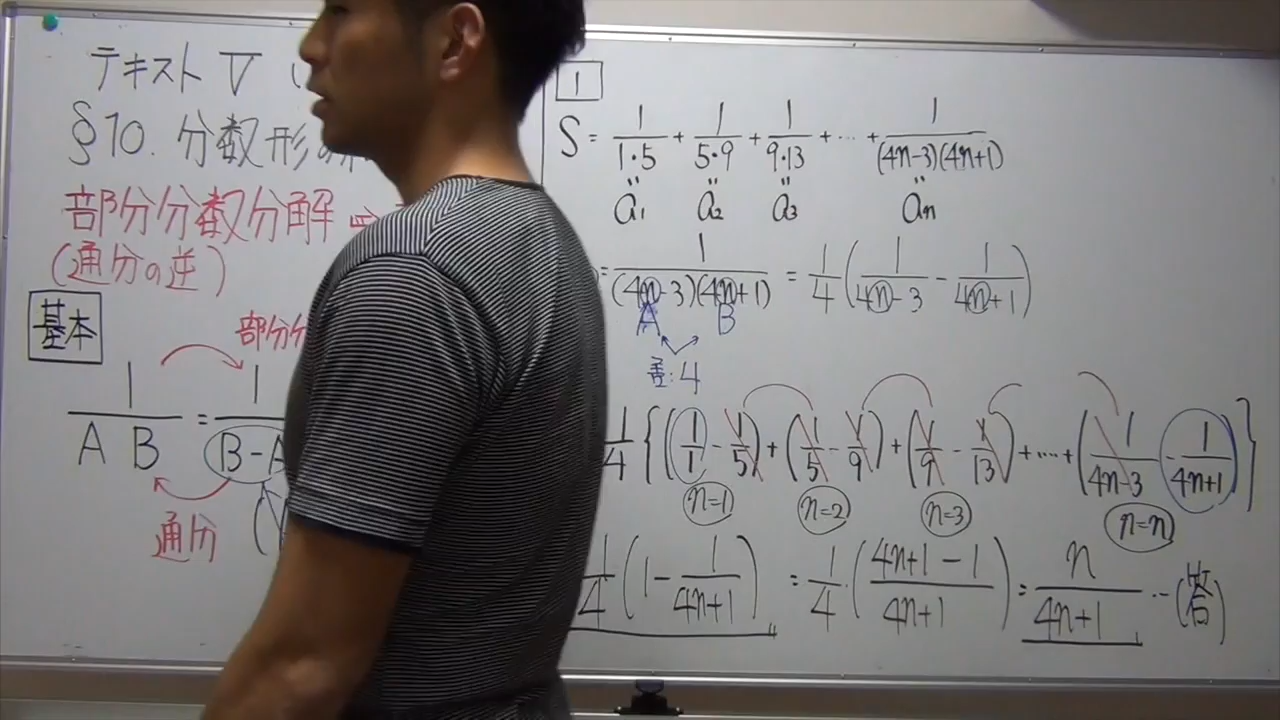 テキスト V
§10. 分数形の
部分分数分解 ⇨
(通分の逆)
基本
部分分
1/(A B) = 1/(B-A
通分
1
S = 1/(1・5) + 1/(5・9) + 1/(9・13) + … + 1/((4n-3)(4n+1))
a₁ a₂ a₃ aₙ
= 1/((4n-3)(4n+1)) = 1/4 (1/(4n-3) - 1/(4n+1))
A B
差:4
1/4 {(1/1 - 1/5) + (1/5 - 1/9) + (1/9 - 1/13) + … + (1/(4n-3) - 1/(4n+1))}
n=1 n=2 n=3 n=n
1/4 (1 - 1/(4n+1)) = 1/4・((4n+1-1)/(4n+1)) = n/(4n+1) … (答)